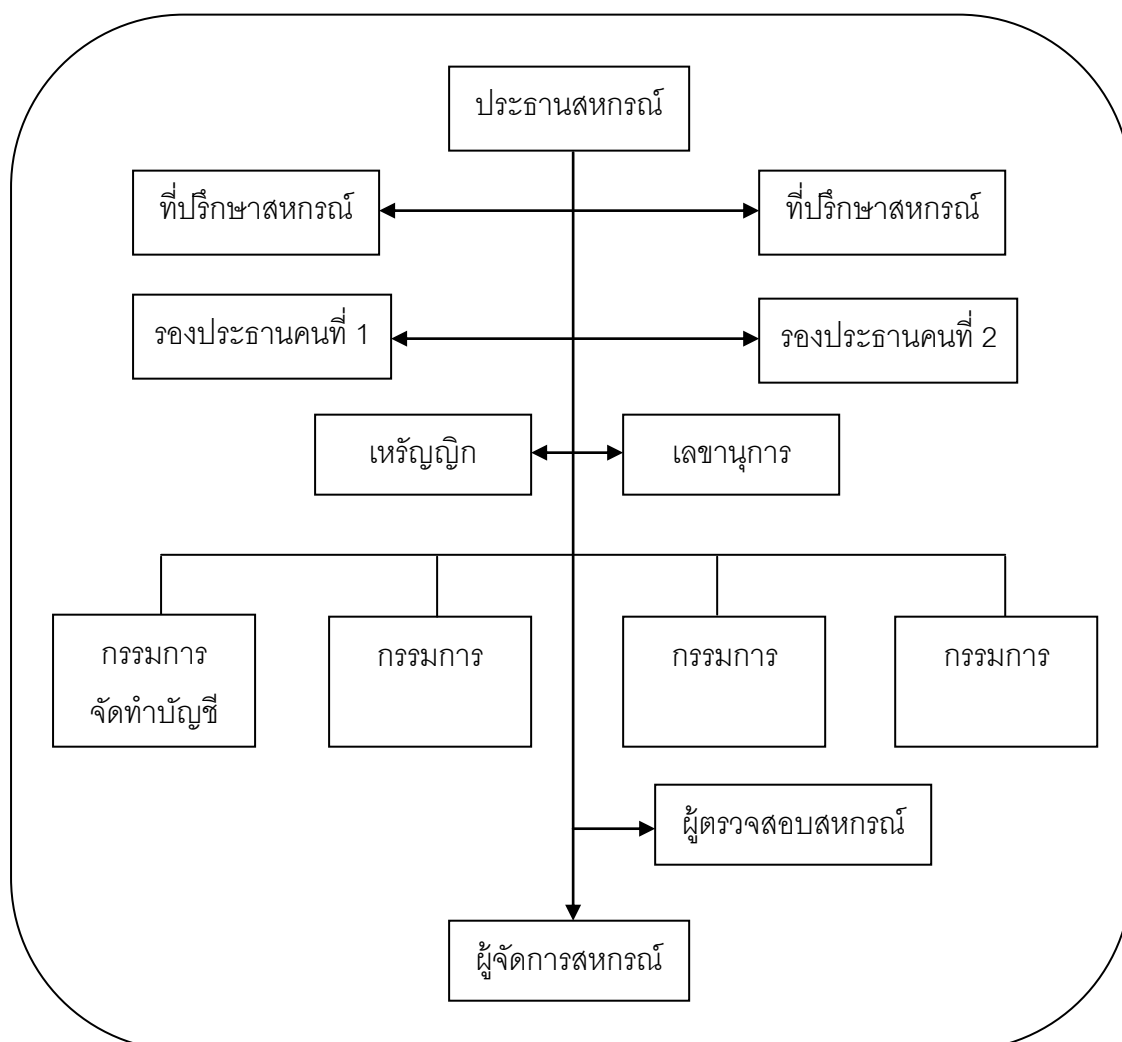 ประธานสหกรณ์
ที่ปรึกษาสหกรณ์
ที่ปรึกษาสหกรณ์
รองประธานคนที่ 1
รองประธานคนที่ 2
เหรัญญิก
เลขานุการ
กรรมการ
จัดทำบัญชี
กรรมการ
กรรมการ
กรรมการ
ผู้ตรวจสอบสหกรณ์
ผู้จัดการสหกรณ์